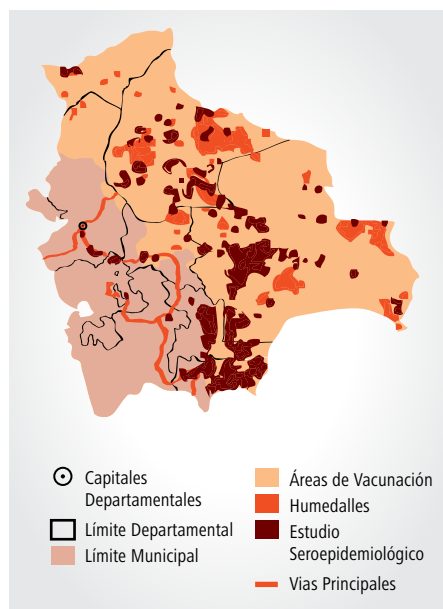 Capitales
Departamentales
Límite Departamental
Límite Municipal
Áreas de Vacunación
Humedalles
Estudio
Seroepidemiológico
Vias Principales